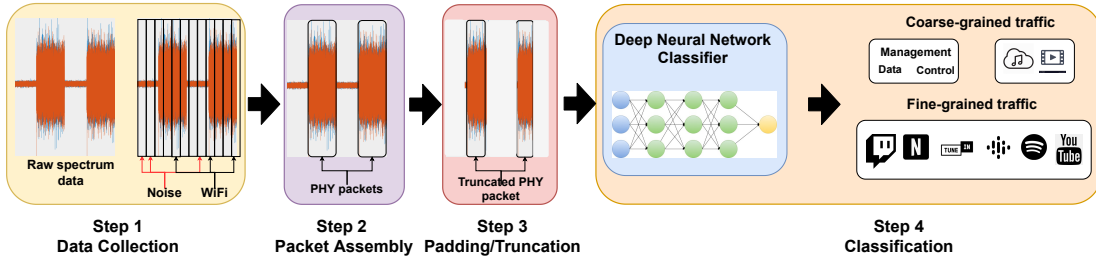 Raw spectrum
data
Noise
WiFi
Step 1
Data Collection
PHY packets
Step 2
Packet Assembly
Truncated PHY
packet
Step 3
Padding/Truncation
Deep Neural Network
Classifier
Coarse-grained traffic
Management
Data Control
Fine-grained traffic
N
TUNE IN
You
Tube
Step 4
Classification